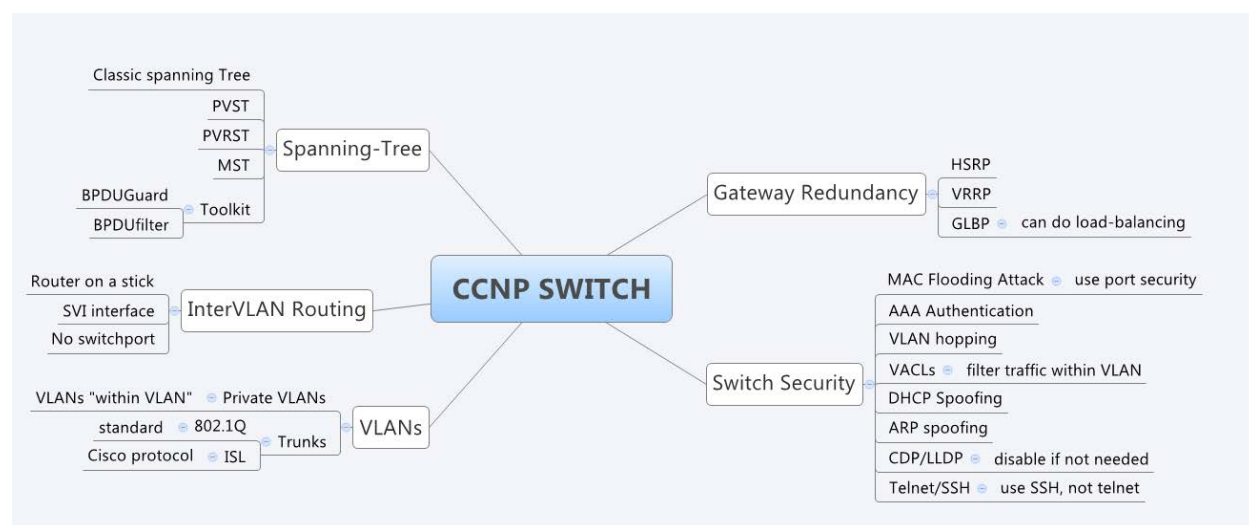 CCNP SWITCH
Spanning-Tree
Classic spanning Tree
PVST
PVRST
MST
Toolkit
BPDUGuard
BPDUfilter
InterVLAN Routing
Router on a stick
SVI interface
No switchport
VLANs
Private VLANs
VLANs "within VLAN"
Trunks
802.1Q
standard
ISL
Cisco protocol
Gateway Redundancy
HSRP
VRRP
GLBP
can do load-balancing
Switch Security
MAC Flooding Attack
use port security
AAA Authentication
VLAN hopping
VACLs
filter traffic within VLAN
DHCP Spoofing
ARP spoofing
CDP/LLDP
disable if not needed
Telnet/SSH
use SSH, not telnet